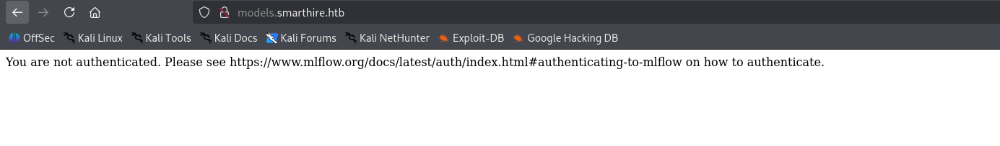 models.smarthire.htb
OffSec Kali Linux Kali Tools Kali Docs Kali Forums Kali NetHunter Exploit-DB Google Hacking DB
You are not authenticated. Please see https://www.mlflow.org/docs/latest/auth/index.html#authenticating-to-mlflow on how to authenticate.